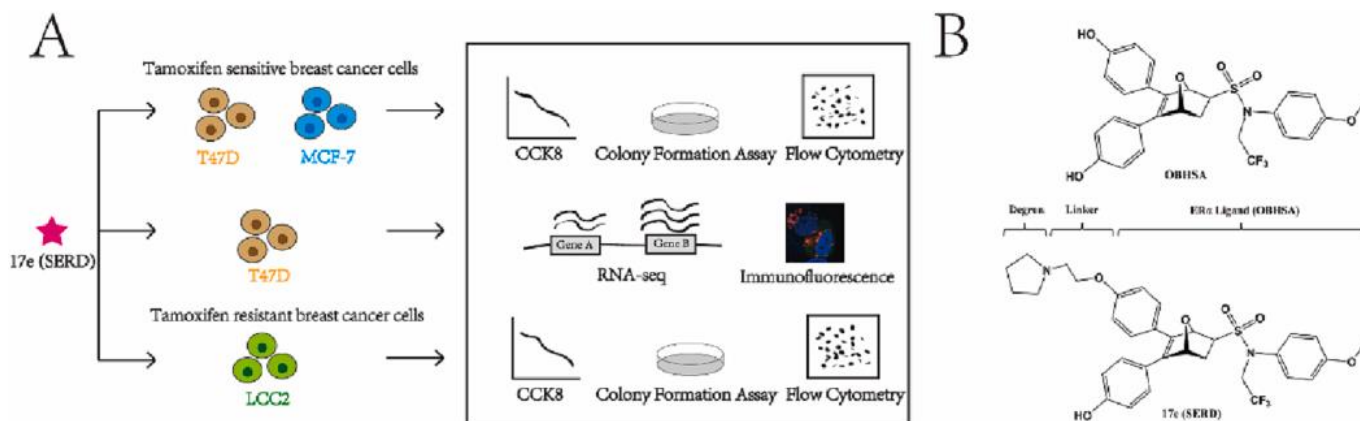 A
Tamoxifen sensitive breast cancer cells
T47D
MCF-7
CCK8
Colony Formation Assay
Flow Cytometry
17e (SERD)
T47D
Gene A
Gene B
RNA-seq
Immunofluorescence
Tamoxifen resistant breast cancer cells
LCC2
CCK8
Colony Formation Assay
Flow Cytometry
B
HO
O
O
S
O
N
O
CF3
HO
OBHSA
Degron
Linker
ERα Ligand (OBHSA)
N
O
O
O
S
O
N
O
CF3
HO
17e (SERD)